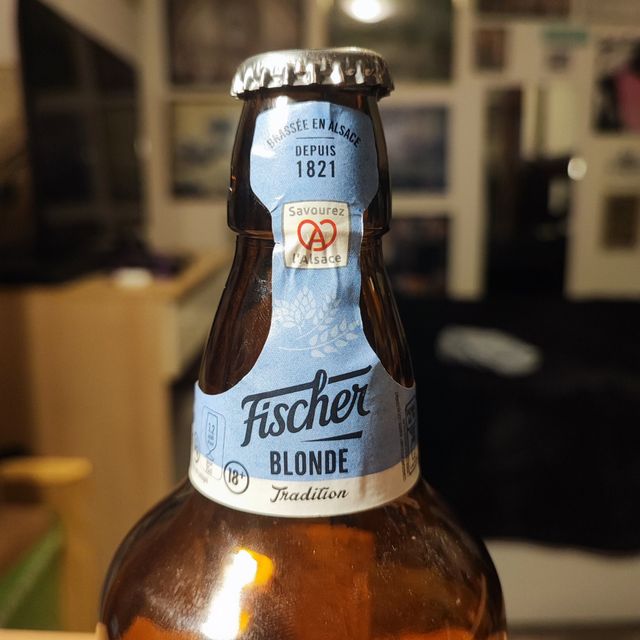 BRASSÉE EN ALSACE
DEPUIS
1821
Savourez
A
l'Alsace
Fischer
BLONDE
18+
Tradition